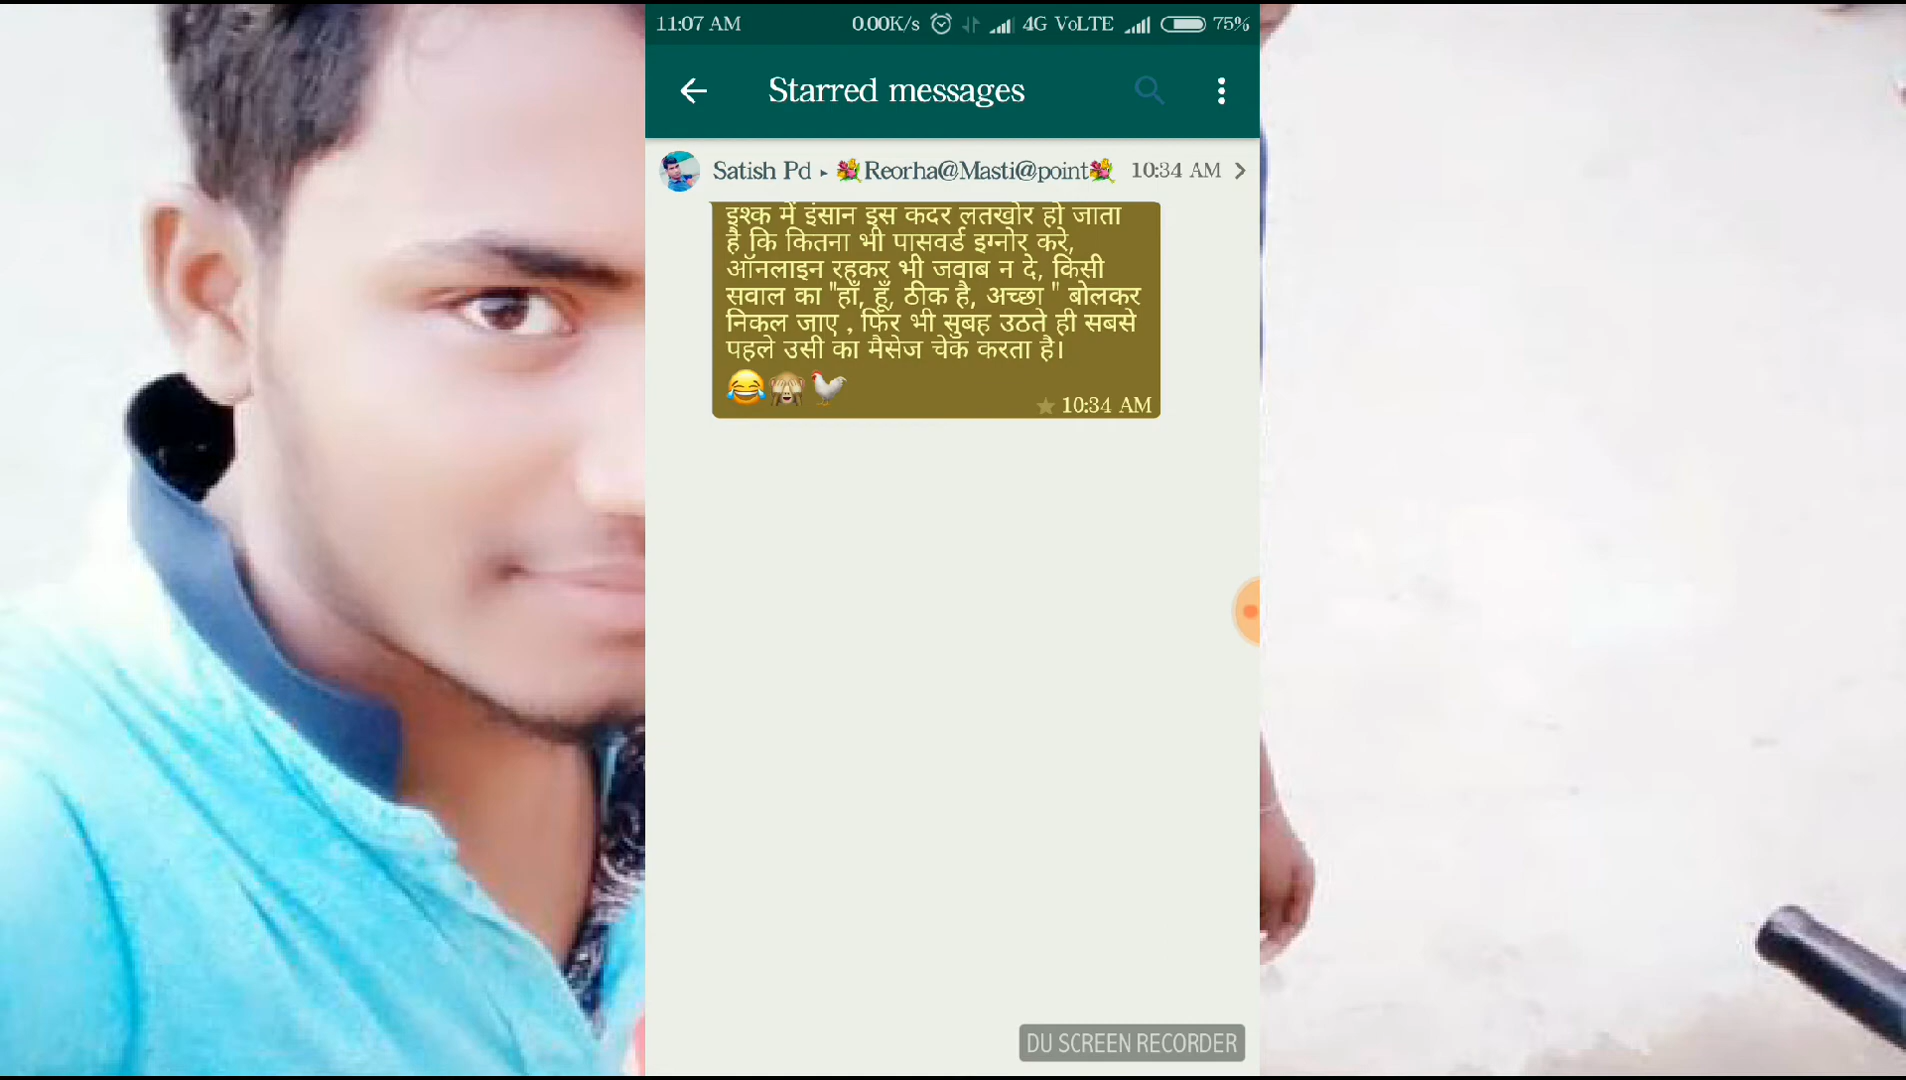 11:07 AM 0.00K/s 4G VoLTE 75%
Starred messages
Satish Pd ▸ 💐Reorha@Masti@point💐 10:34 AM
इश्क में इंसान इस कदर लतखोर हो जाता
है कि कितना भी पासवर्ड इग्नोर करे,
ऑनलाइन रहकर भी जवाब न दे, किसी
सवाल का "हाँ, हूँ, ठीक है, अच्छा " बोलकर
निकल जाए , फिर भी सुबह उठते ही सबसे
पहले उसी का मैसेज चेक करता है।
😂🙈🐓
10:34 AM
DU SCREEN RECORDER